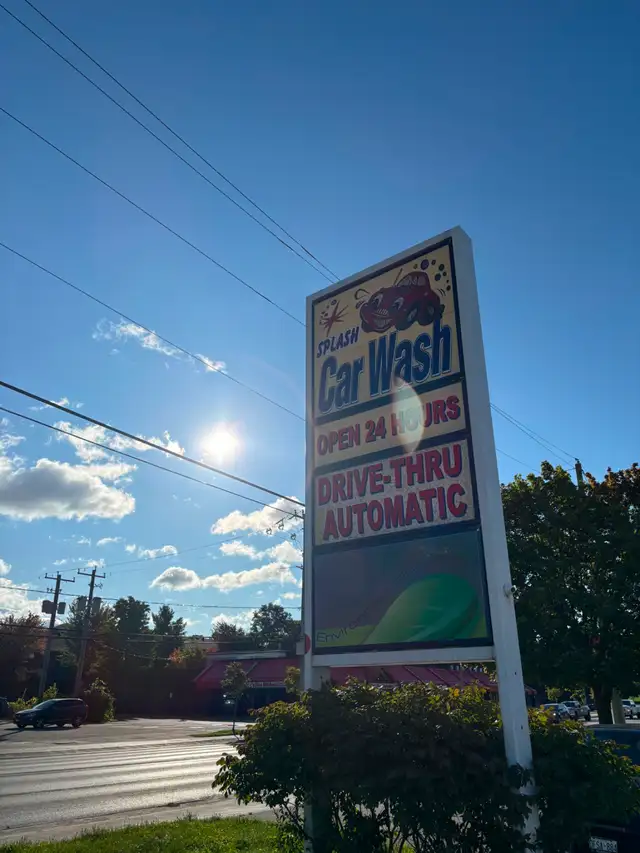 SPLASH
Car Wash
OPEN 24 HOURS
DRIVE-THRU
AUTOMATIC